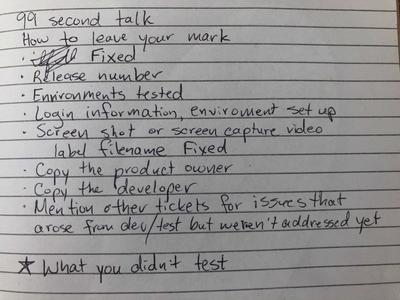 99 second talk
How to leave your mark
· Fixed
· Release number
· Environments tested
· Login information, enviroment set up
· Screen shot or screen capture video
label filename Fixed
· Copy the product owner
· Copy the developer
· Mention other tickets for issues that
arose from dev/test but weren't addressed yet
★ What you didn't test